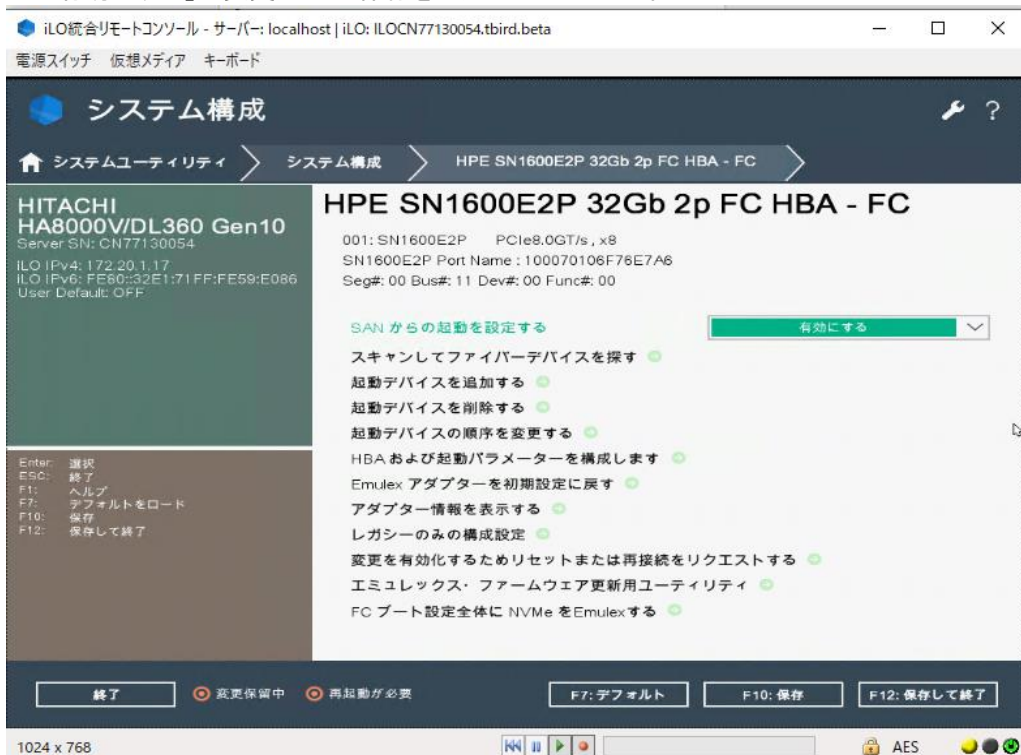 iLO統合リモートコンソール - サーバー: localhost | iLO: ILOCN77130054.tbird.beta
電源スイッチ 仮想メディア キーボード
システム構成
?
システムユーティリティ システム構成 HPE SN1600E2P 32Gb 2p FC HBA - FC
HITACHI
HA8000V/DL360 Gen10
Server SN: CN77130054
iLO IPv4: 172.20.1.17
iLO IPv6: FE80::32E1:71FF:FE59:E086
User Default: OFF
Enter: 選択
ESC: 終了
F1: ヘルプ
F7: デフォルトをロード
F10: 保存
F12: 保存して終了
HPE SN1600E2P 32Gb 2p FC HBA - FC
001: SN1600E2P PCIe8.0GT/s , x8
SN1600E2P Port Name : 100070106F76E7A6
Seg#: 00 Bus#: 11 Dev#: 00 Func#: 00
SAN からの起動を設定する 有効にする
スキャンしてファイバーデバイスを探す
起動デバイスを追加する
起動デバイスを削除する
起動デバイスの順序を変更する
HBA および起動パラメーターを構成します
Emulex アダプターを初期設定に戻す
アダプター情報を表示する
レガシーのみの構成設定
変更を有効化するためリセットまたは再接続をリクエストする
エミュレックス・ ファームウェア更新用ユーティリティ
FC ブート設定全体に NVMe をEmulexする
終了 変更保留中 再起動が必要 F7: デフォルト F10: 保存 F12: 保存して終了
1024 x 768 AES